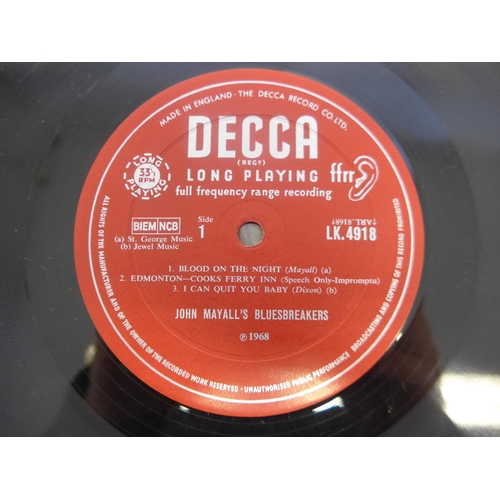 MADE IN ENGLAND · THE DECCA RECORD CO. LTD.
DECCA
(REGT)
LONG PLAYING ffrr
full frequency range recording
LONG PLAYING
33⅓
RPM
BIEM NCB
Side
1
(a) St. George Music
(b) Jewel Music
LK.4918
†ARL.8168†
1. BLOOD ON THE NIGHT (Mayall) (a)
2. EDMONTON—COOKS FERRY INN (Speech Only-Impromptu)
3. I CAN QUIT YOU BABY (Dixon) (b)
JOHN MAYALL'S BLUESBREAKERS
℗ 1968
ALL RIGHTS OF THE MANUFACTURER AND OF THE OWNER OF THE RECORDED WORK RESERVED · UNAUTHORISED PUBLIC PERFORMANCE BROADCASTING AND COPYING OF THIS RECORD PROHIBITED